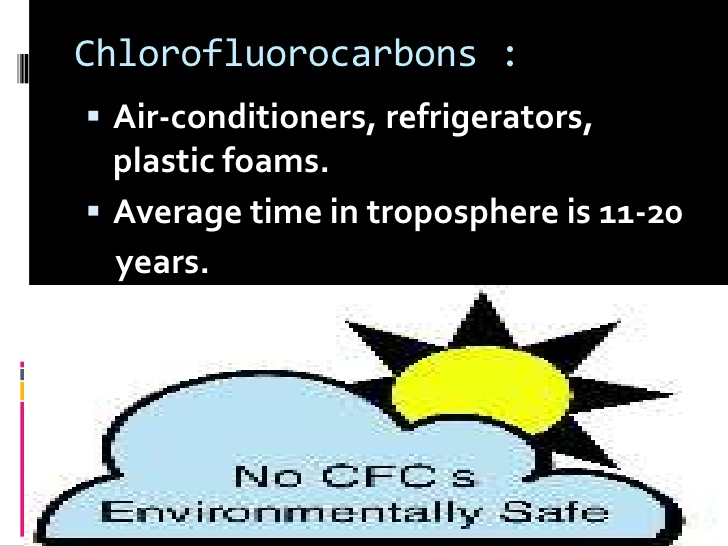 Chlorofluorocarbons :
Air-conditioners, refrigerators,
plastic foams.
Average time in troposphere is 11-20
years.
No CFC s
Environmentally Safe